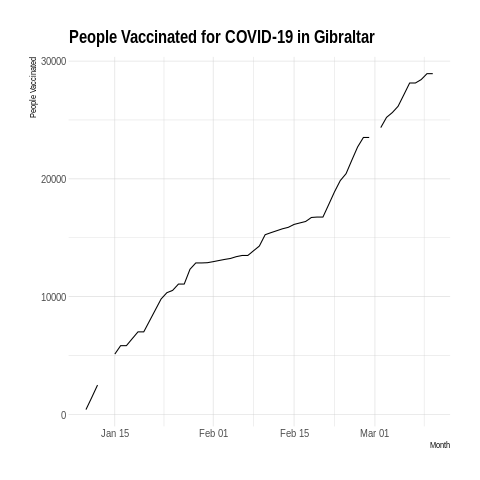 People Vaccinated for COVID-19 in Gibraltar
People Vaccinated
30000
20000
10000
0
Jan 15
Feb 01
Feb 15
Mar 01
Month